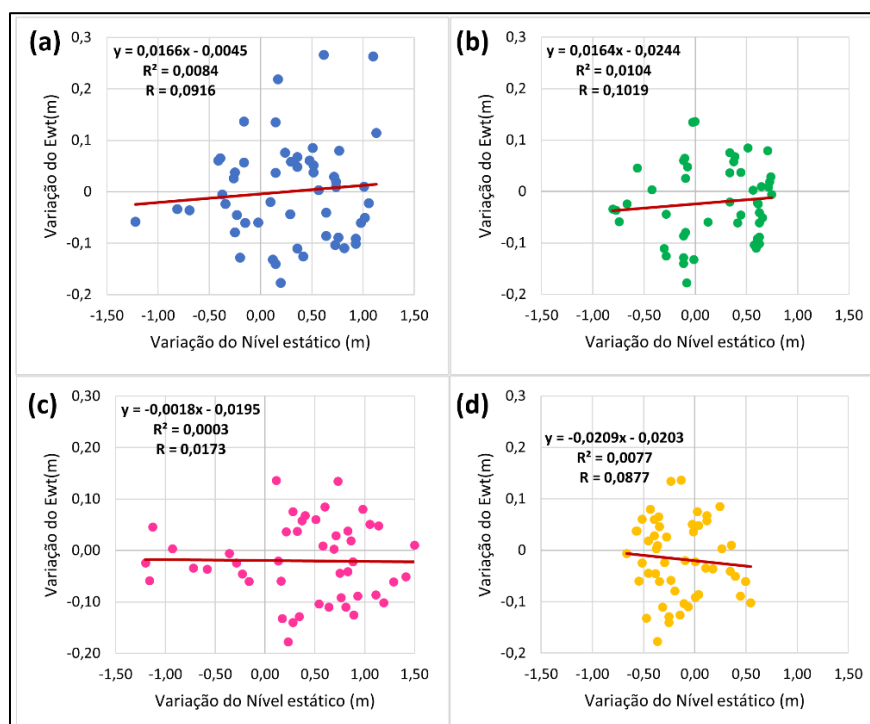 (a)
y = 0,0166x - 0,0045
R² = 0,0084
R = 0,0916
Variação do Ewt(m)
0,3
0,2
0,1
0
-0,1
-0,2
-1,50 -1,00 -0,50 0,00 0,50 1,00 1,50
Variação do Nível estático (m)
(b)
y = 0,0164x - 0,0244
R² = 0,0104
R = 0,1019
Variação do Ewt(m)
0,3
0,2
0,1
0
-0,1
-0,2
-1,50 -1,00 -0,50 0,00 0,50 1,00 1,50
Variação do Nível estático (m)
(c)
y = -0,0018x - 0,0195
R² = 0,0003
R = 0,0173
Variação do Ewt(m)
0,30
0,20
0,10
0,00
-0,10
-0,20
-1,50 -1,00 -0,50 0,00 0,50 1,00 1,50
Variação do Nível estático (m)
(d)
y = -0,0209x - 0,0203
R² = 0,0077
R = 0,0877
Variação do Ewt(m)
0,30
0,20
0,10
0,00
-0,10
-0,20
-1,50 -1,00 -0,50 0,00 0,50 1,00 1,50
Variação do Nível estático (m)